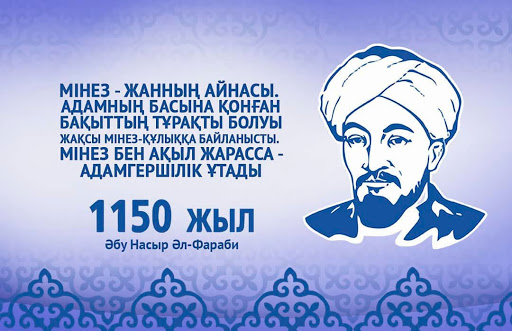 МІНЕЗ - ЖАННЫҢ АЙНАСЫ.
АДАМНЫҢ БАСЫНА ҚОНҒАН
БАҚЫТТЫҢ ТҰРАҚТЫ БОЛУЫ
ЖАҚСЫ МІНЕЗ-ҚҰЛЫҚҚА БАЙЛАНЫСТЫ.
МІНЕЗ БЕН АҚЫЛ ЖАРАССА -
АДАМГЕРШІЛІК ҰТАДЫ
1150 ЖЫЛ
Әбу Насыр Әл-Фараби